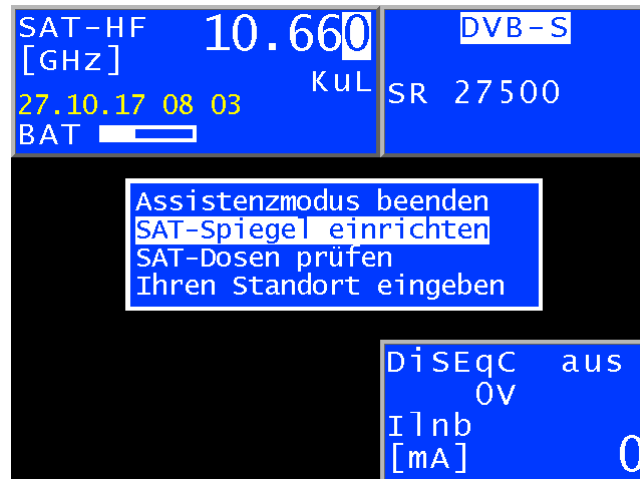 SAT-HF 10.660
[GHz]
KuL
27.10.17 08 03
BAT
DVB-S
SR 27500
Assistenzmodus beenden
SAT-Spiegel einrichten
SAT-Dosen prüfen
Ihren Standort eingeben
DiSEqC aus
0V
Ilnb
[mA] 0